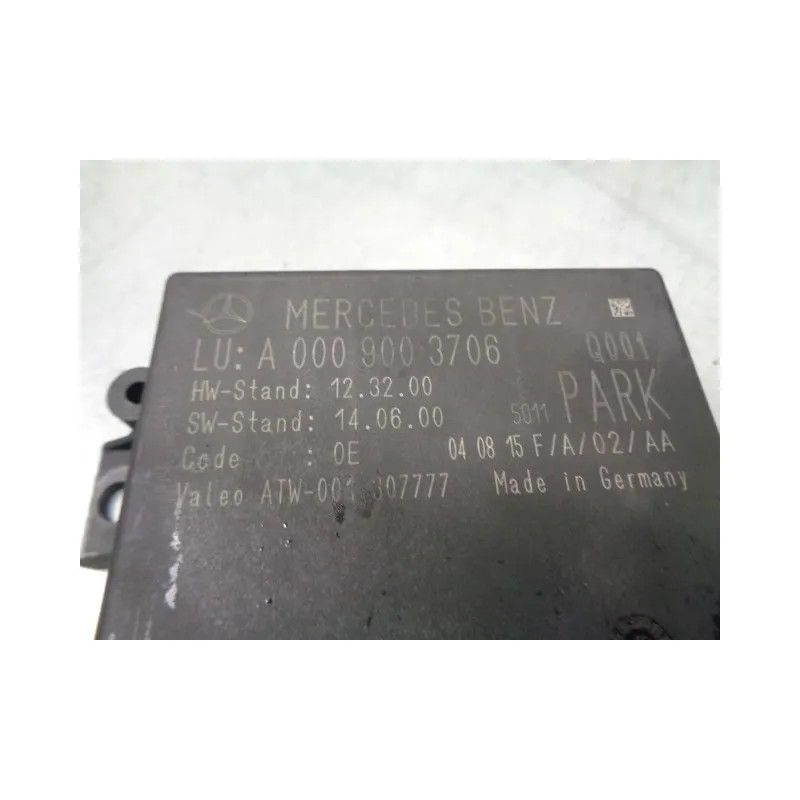 MERCEDES BENZ
LU: A 000 900 3706 Q001
HW-Stand: 12.32.00
SW-Stand: 14.06.00 5011 PARK
Code : 0E 04 08 15 F/A/02/AA
Valeo Made in Germany